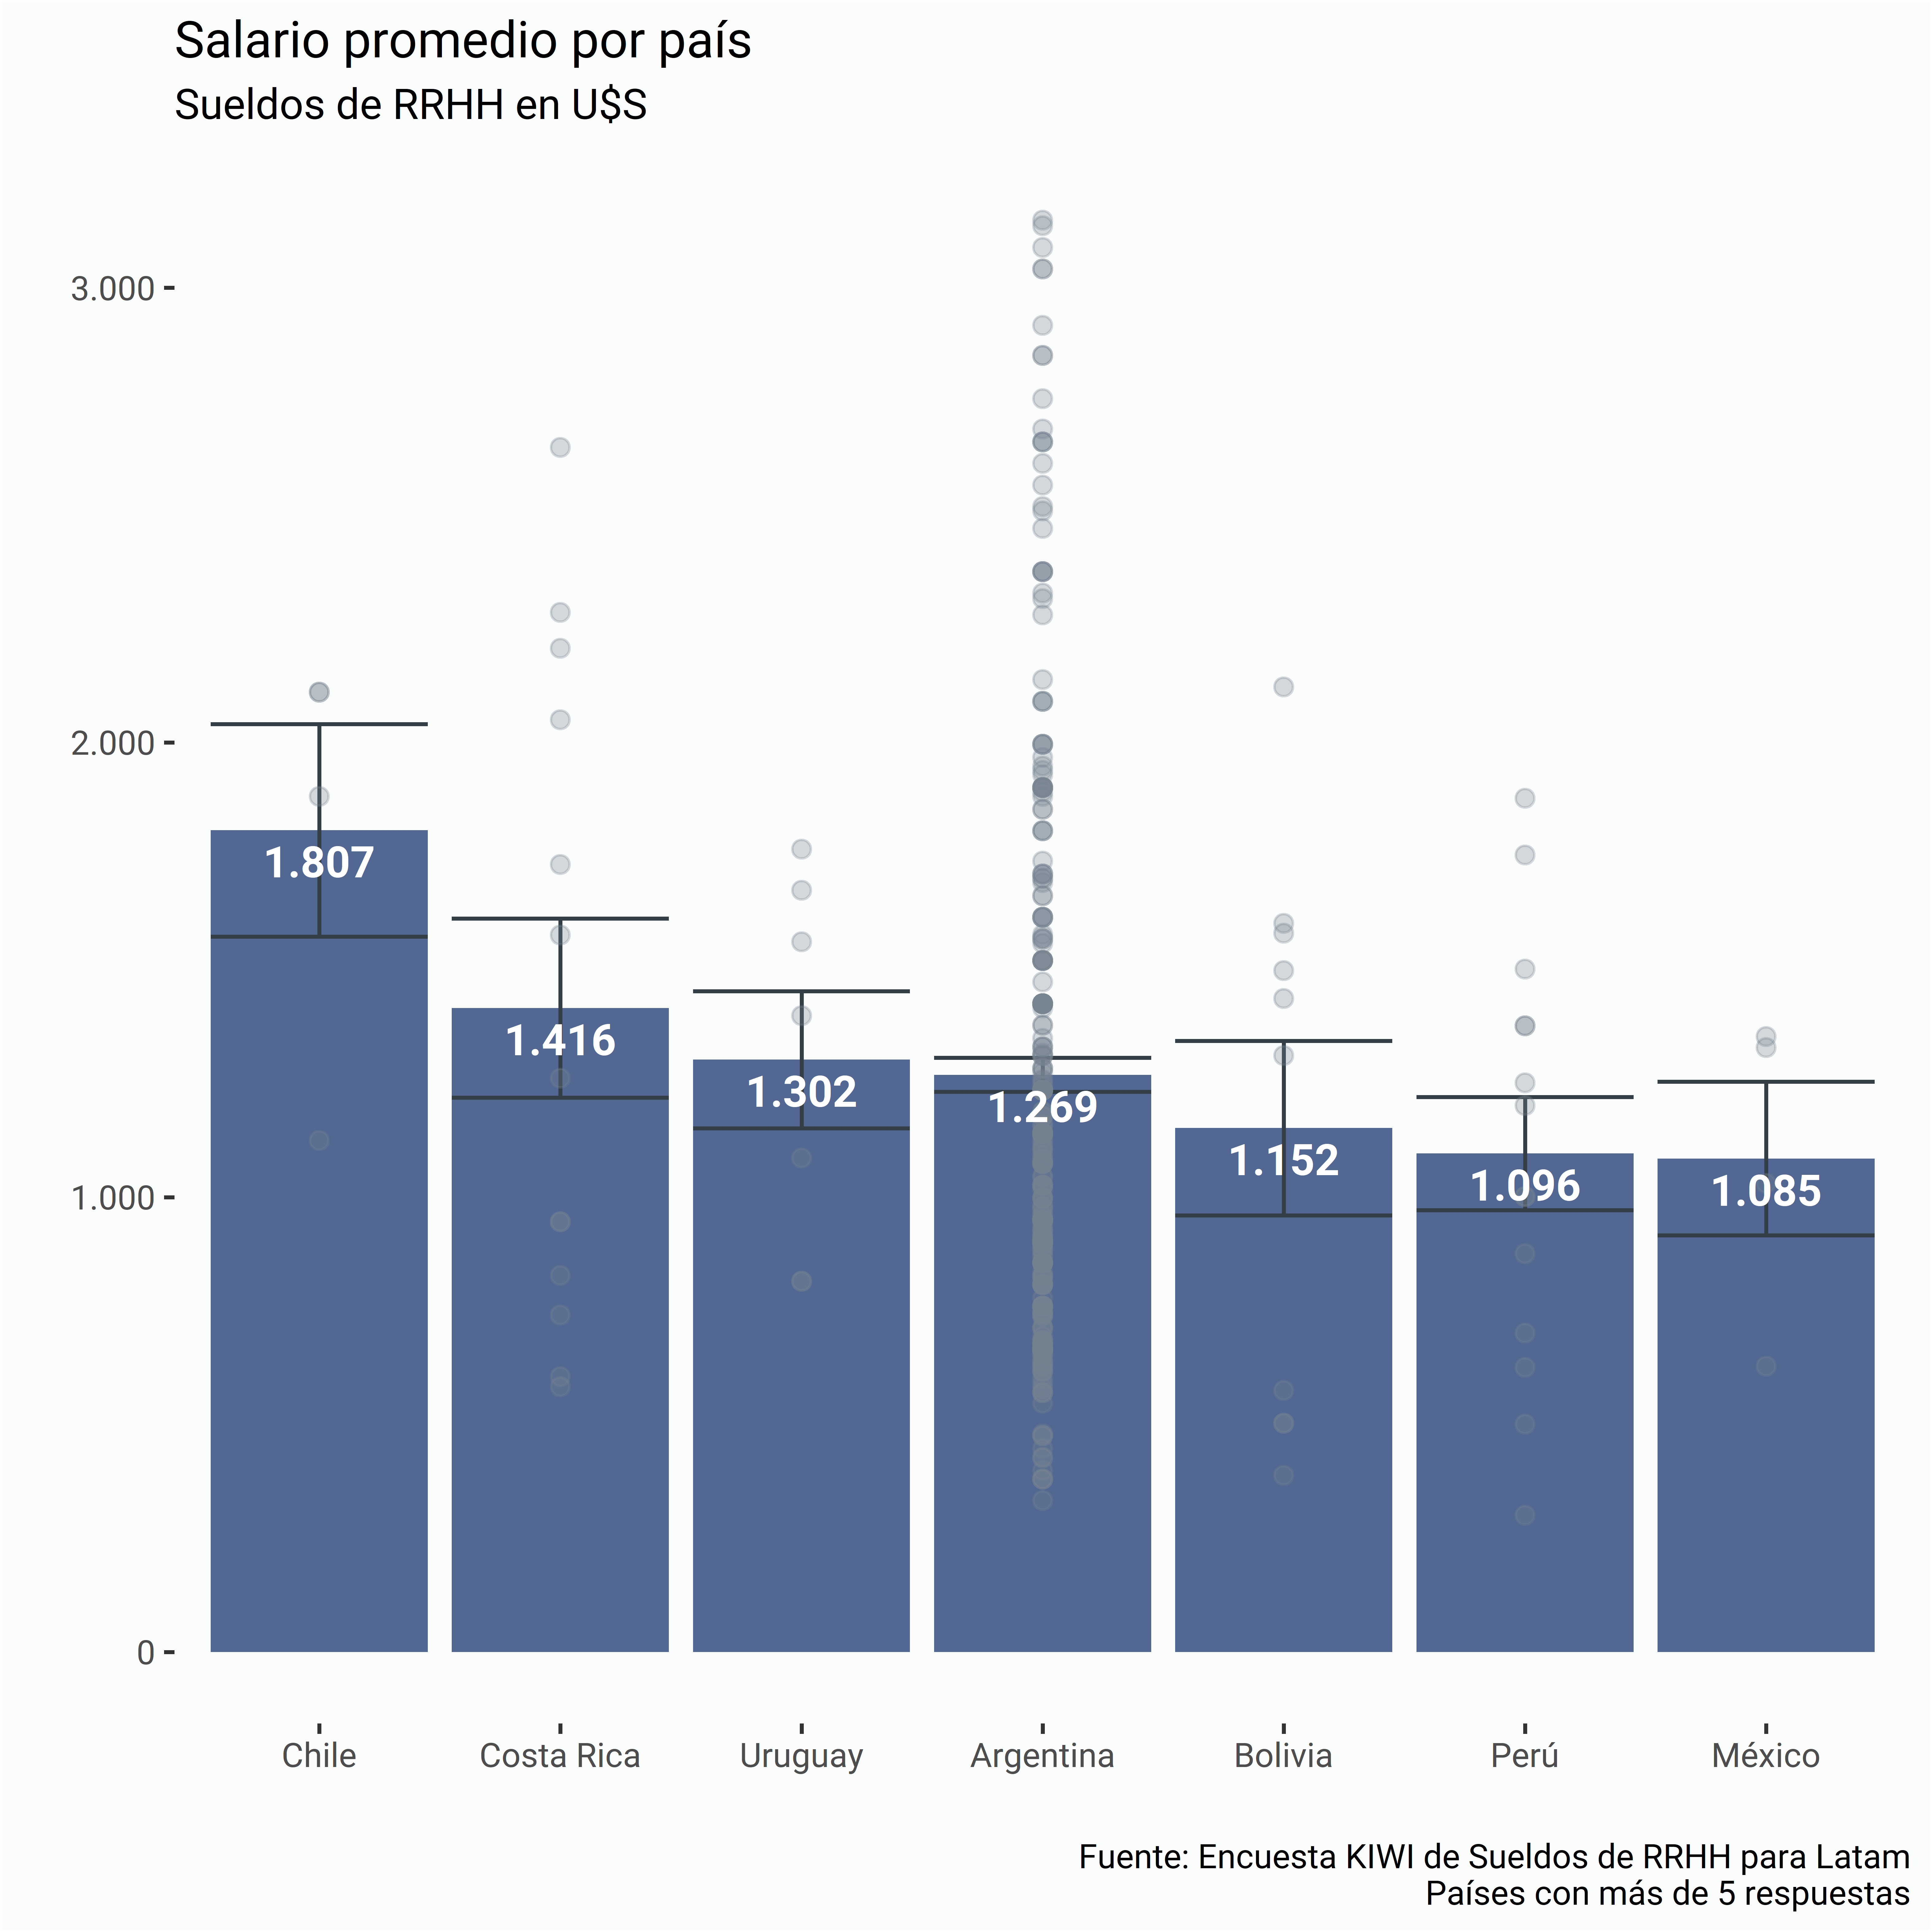 Salario promedio por país
Sueldos de RRHH en U$S
3.000
2.000
1.000
0
1.807
1.416
1.302
1.269
1.152
1.096
1.085
Chile
Costa Rica
Uruguay
Argentina
Bolivia
Perú
México
Fuente: Encuesta KIWI de Sueldos de RRHH para Latam
Países con más de 5 respuestas